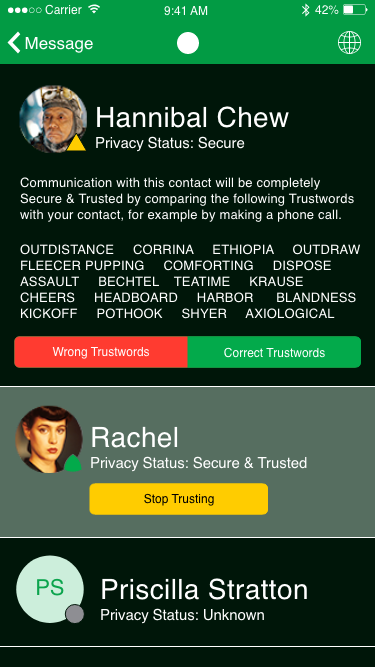 Carrier 9:41 AM 42%
Message
Hannibal Chew
Privacy Status: Secure
Communication with this contact will be completely
Secure & Trusted by comparing the following Trustwords
with your contact, for example by making a phone call.
OUTDISTANCE CORRINA ETHIOPIA OUTDRAW
FLEECER PUPPING COMFORTING DISPOSE
ASSAULT BECHTEL TEATIME KRAUSE
CHEERS HEADBOARD HARBOR BLANDNESS
KICKOFF POTHOOK SHYER AXIOLOGICAL
Wrong Trustwords Correct Trustwords
Rachel
Privacy Status: Secure & Trusted
Stop Trusting
PS
Priscilla Stratton
Privacy Status: Unknown